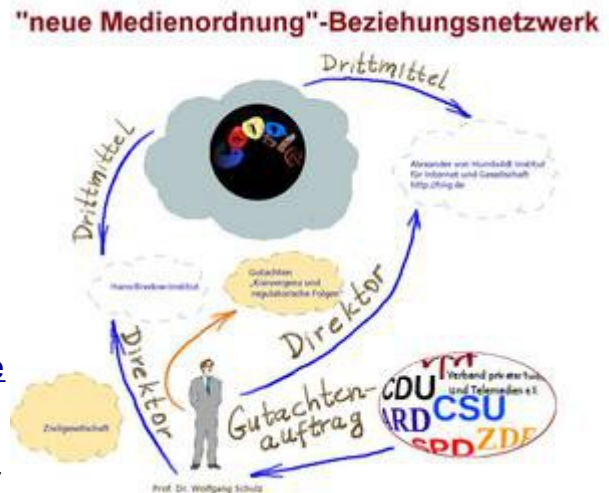 "neue Medienordnung"-Beziehungsnetzwerk
Drittmittel
Drittmittel
Alexander von Humboldt Institut
für Internet und Gesellschaft
http://hiig.de
Hans-Bredow-Institut
Gutachten
„Konvergenz und
regulatorische Folgen
Direktor
Direktor
Gutachten-
auftrag
CDU
Verband privater
und Telemedien e.V.
CSU
ARD
SPD
ZDF
Zivilgesellschaft
Prof. Dr. Wolfgang Schulz
e